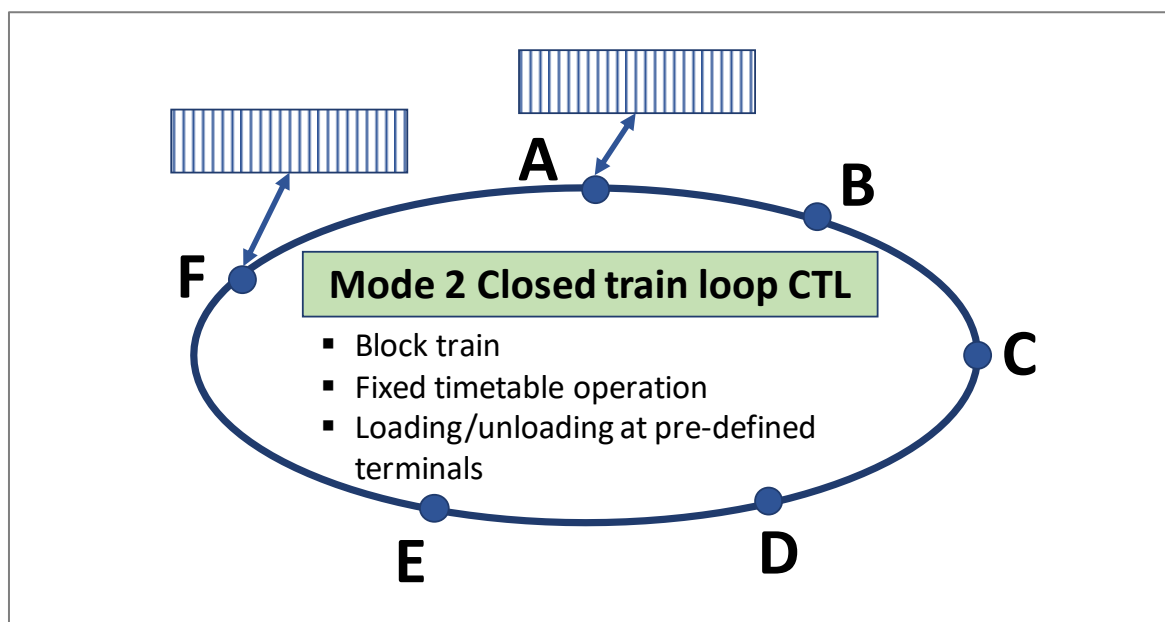 A
B
F
Mode 2 Closed train loop CTL
▪ Block train
C
▪ Fixed timetable operation
▪ Loading/unloading at pre-defined
terminals
E
D